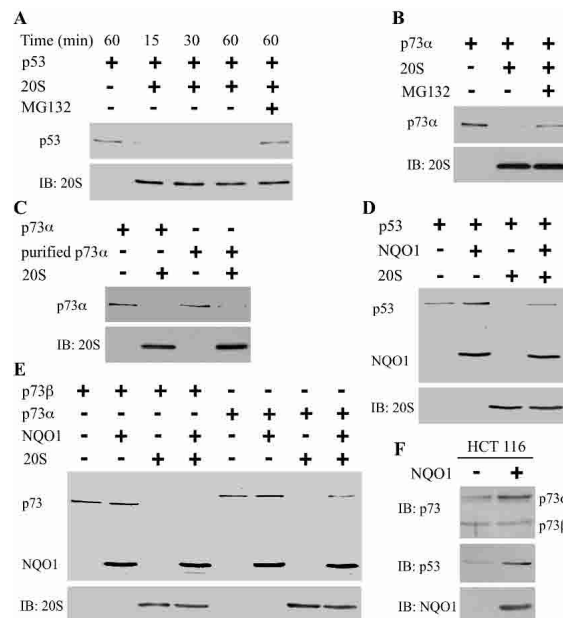 A
Time (min) 60 15 30 60 60
p53 + + + + +
20S - + + + +
MG132 - - - - +
p53
IB: 20S
B
p73α + + +
20S - + +
MG132 - - +
p73α
IB: 20S
C
p73α + + - -
purified p73α - - + +
20S - + - +
p73α
IB: 20S
D
p53 + + + +
NQO1 - + - +
20S - - + +
p53
NQO1
IB: 20S
E
p73β + + + + - - - -
p73α - - - - + + + +
NQO1 - + - + - + - +
20S - - + + - - + +
p73
NQO1
IB: 20S
F
HCT 116
NQO1 - +
IB: p73 p73α
p73β
IB: p53
IB: NQO1